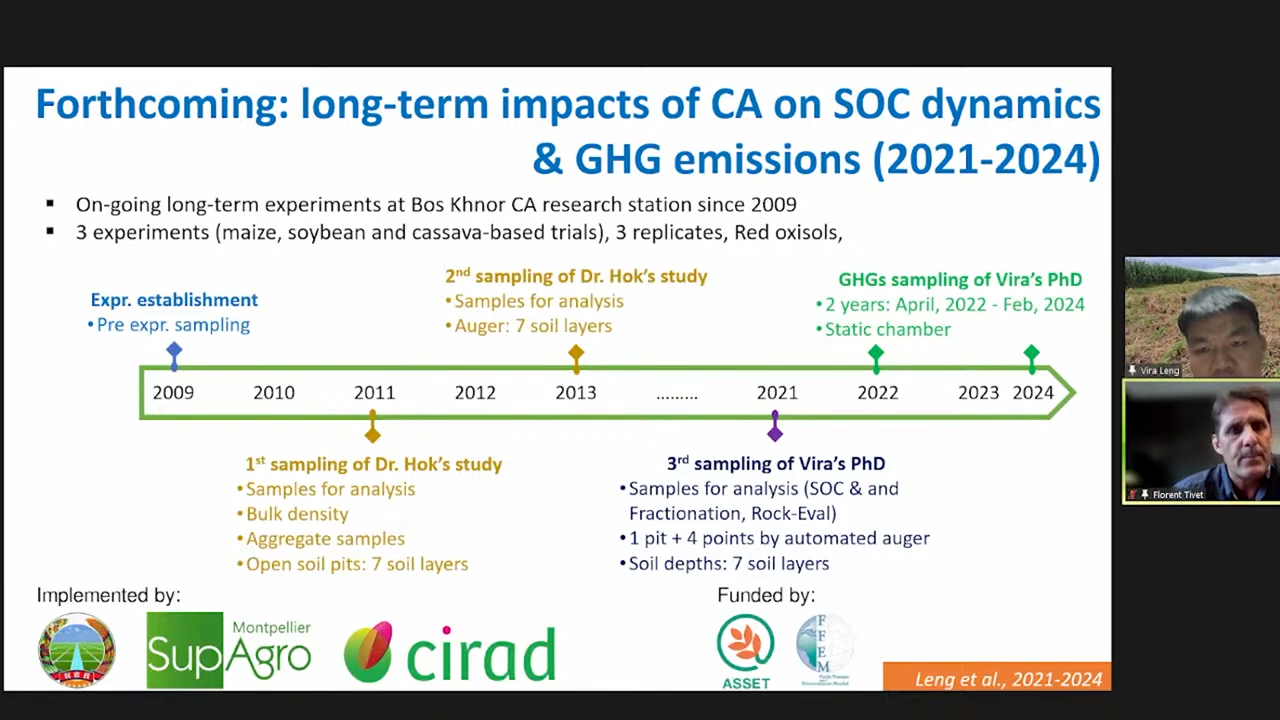 Forthcoming: long-term impacts of CA on SOC dynamics
& GHG emissions (2021-2024)
▪ On-going long-term experiments at Bos Khnor CA research station since 2009
▪ 3 experiments (maize, soybean and cassava-based trials), 3 replicates, Red oxisols,
Expr. establishment
• Pre expr. sampling
2nd sampling of Dr. Hok's study
• Samples for analysis
• Auger: 7 soil layers
GHGs sampling of Vira's PhD
• 2 years: April, 2022 - Feb, 2024
• Static chamber
2009 2010 2011 2012 2013 ......... 2021 2022 2023 2024
1st sampling of Dr. Hok's study
• Samples for analysis
• Bulk density
• Aggregate samples
• Open soil pits: 7 soil layers
3rd sampling of Vira's PhD
• Samples for analysis (SOC & and
Fractionation, Rock-Eval)
• 1 pit + 4 points by automated auger
• Soil depths: 7 soil layers
Implemented by:
Montpellier
SupAgro
cirad
Funded by:
ASSET
FFEM
Leng et al., 2021-2024
Vira Leng
Florent Tivet